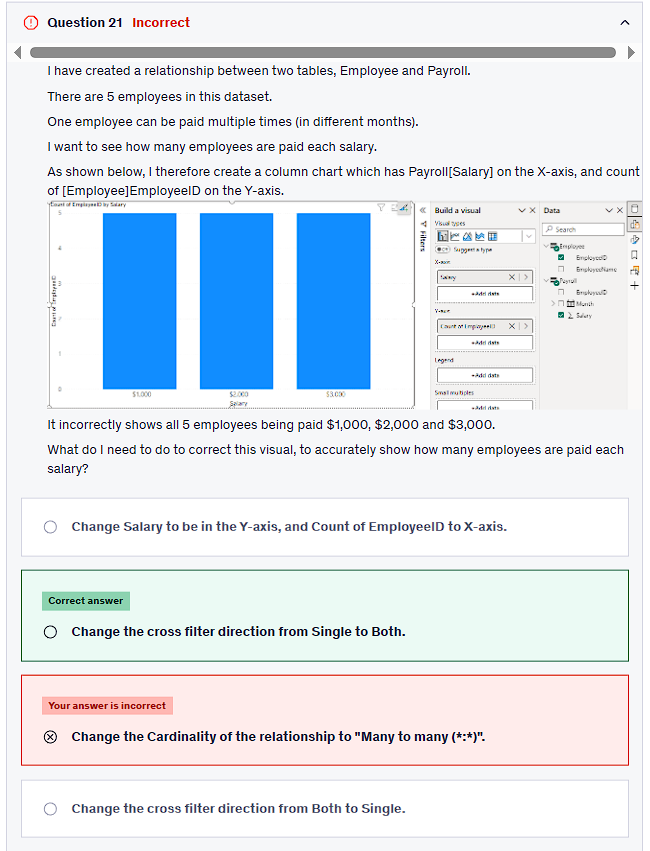 Question 21 Incorrect
I have created a relationship between two tables, Employee and Payroll.
There are 5 employees in this dataset.
One employee can be paid multiple times (in different months).
I want to see how many employees are paid each salary.
As shown below, I therefore create a column chart which has Payroll[Salary] on the X-axis, and count
of [Employee]EmployeeID on the Y-axis.
Count of EmployeeID by Salary
5
4
3
2
1
0
Count of EmployeeID
$1,000 $2,000 $3,000
Salary
Filters
Build a visual
Visual types
Suggest a type
X-axis
Salary
+Add data
Y-axis
Count of EmployeeID
+Add data
Legend
+Add data
Small multiples
+Add data
Data
Search
Employee
EmployeeID
EmployeeName
Payroll
EmployeeID
Month
Σ Salary
It incorrectly shows all 5 employees being paid $1,000, $2,000 and $3,000.
What do I need to do to correct this visual, to accurately show how many employees are paid each
salary?
Change Salary to be in the Y-axis, and Count of EmployeeID to X-axis.
Correct answer
Change the cross filter direction from Single to Both.
Your answer is incorrect
Change the Cardinality of the relationship to "Many to many (*:*)".
Change the cross filter direction from Both to Single.